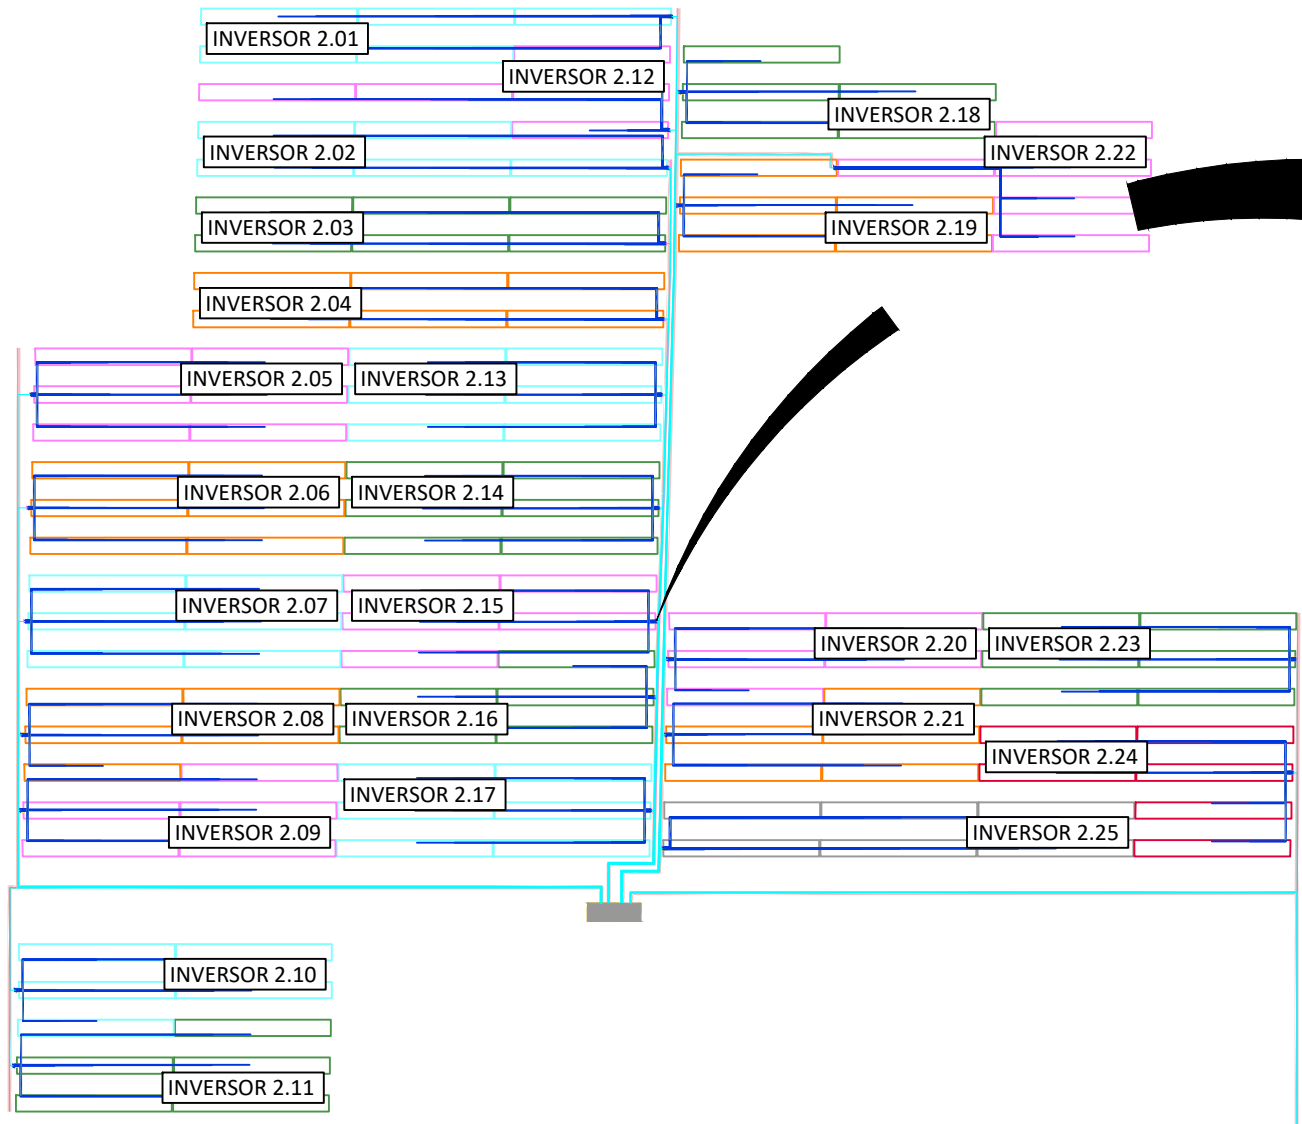 INVERSOR 2.01
INVERSOR 2.12
INVERSOR 2.18
INVERSOR 2.02
INVERSOR 2.22
INVERSOR 2.03
INVERSOR 2.19
INVERSOR 2.04
INVERSOR 2.05
INVERSOR 2.13
INVERSOR 2.06
INVERSOR 2.14
INVERSOR 2.07
INVERSOR 2.15
INVERSOR 2.20
INVERSOR 2.23
INVERSOR 2.08
INVERSOR 2.16
INVERSOR 2.21
INVERSOR 2.24
INVERSOR 2.17
INVERSOR 2.09
INVERSOR 2.25
INVERSOR 2.10
INVERSOR 2.11